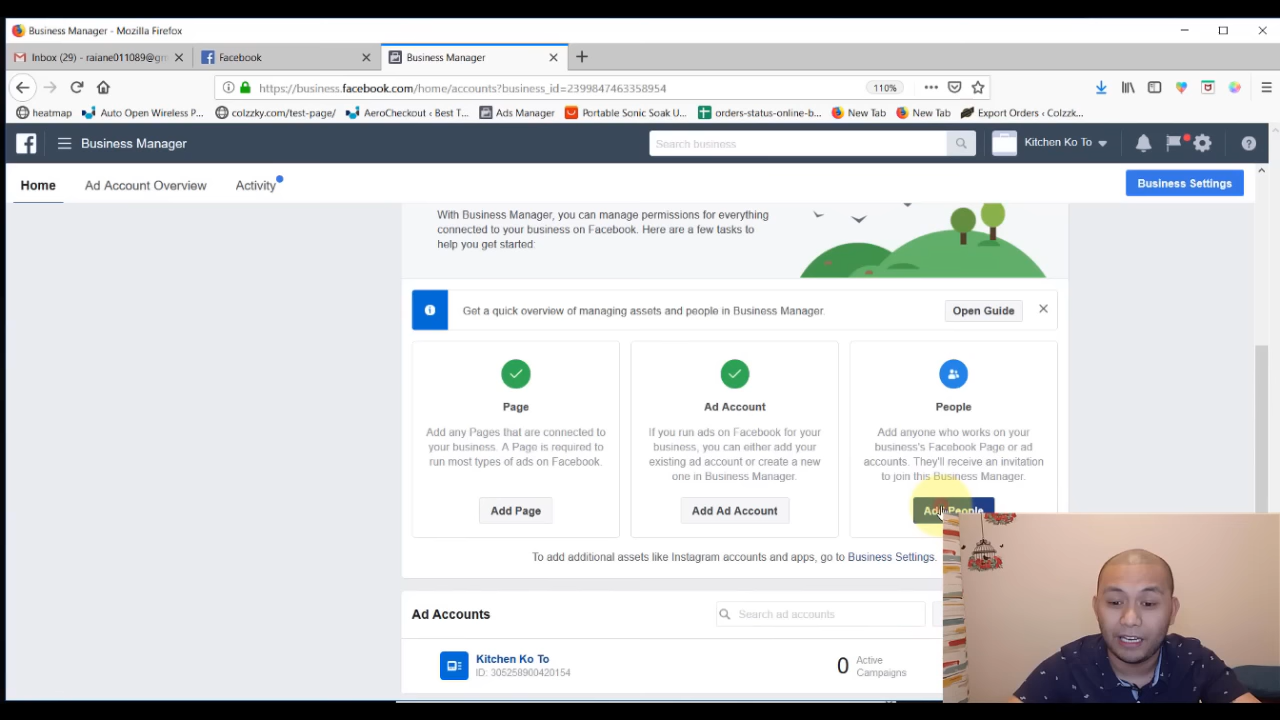 Business Manager - Mozilla Firefox
Inbox (29) - raiane011089@gm
Facebook
Business Manager
https://business.facebook.com/home/accounts?business_id=2399847463358954
110%
heatmap
Auto Open Wireless P...
colzzky.com/test-page/
AeroCheckout ‹ Best T...
Ads Manager
Portable Sonic Soak U...
orders-status-online-b...
New Tab
New Tab
Export Orders ‹ Colzzk...
Business Manager
Search business
Kitchen Ko To
Home
Ad Account Overview
Activity
Business Settings
With Business Manager, you can manage permissions for everything
connected to your business on Facebook. Here are a few tasks to
help you get started:
Get a quick overview of managing assets and people in Business Manager.
Open Guide
Page
Add any Pages that are connected to
your business. A Page is required to
run most types of ads on Facebook.
Add Page
Ad Account
If you run ads on Facebook for your
business, you can either add your
existing ad account or create a new
one in Business Manager.
Add Ad Account
People
Add anyone who works on your
business's Facebook Page or ad
accounts. They'll receive an invitation
to join this Business Manager.
Add People
To add additional assets like Instagram accounts and apps, go to Business Settings.
Ad Accounts
Search ad accounts
Kitchen Ko To
ID: 305258900420154
0
Active
Campaigns